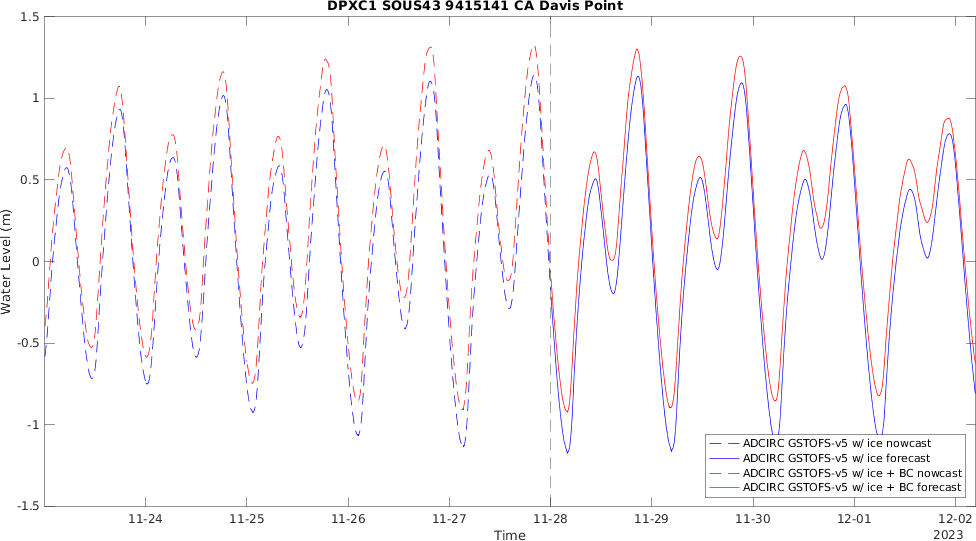 DPXC1 SOUS43 9415141 CA Davis Point
1.5
1
0.5
0
-0.5
-1
-1.5
Water Level (m)
11-24 11-25 11-26 11-27 11-28 11-29 11-30 12-01 12-02
Time
2023
ADCIRC GSTOFS-v5 w/ ice nowcast
ADCIRC GSTOFS-v5 w/ ice forecast
ADCIRC GSTOFS-v5 w/ ice + BC nowcast
ADCIRC GSTOFS-v5 w/ ice + BC forecast